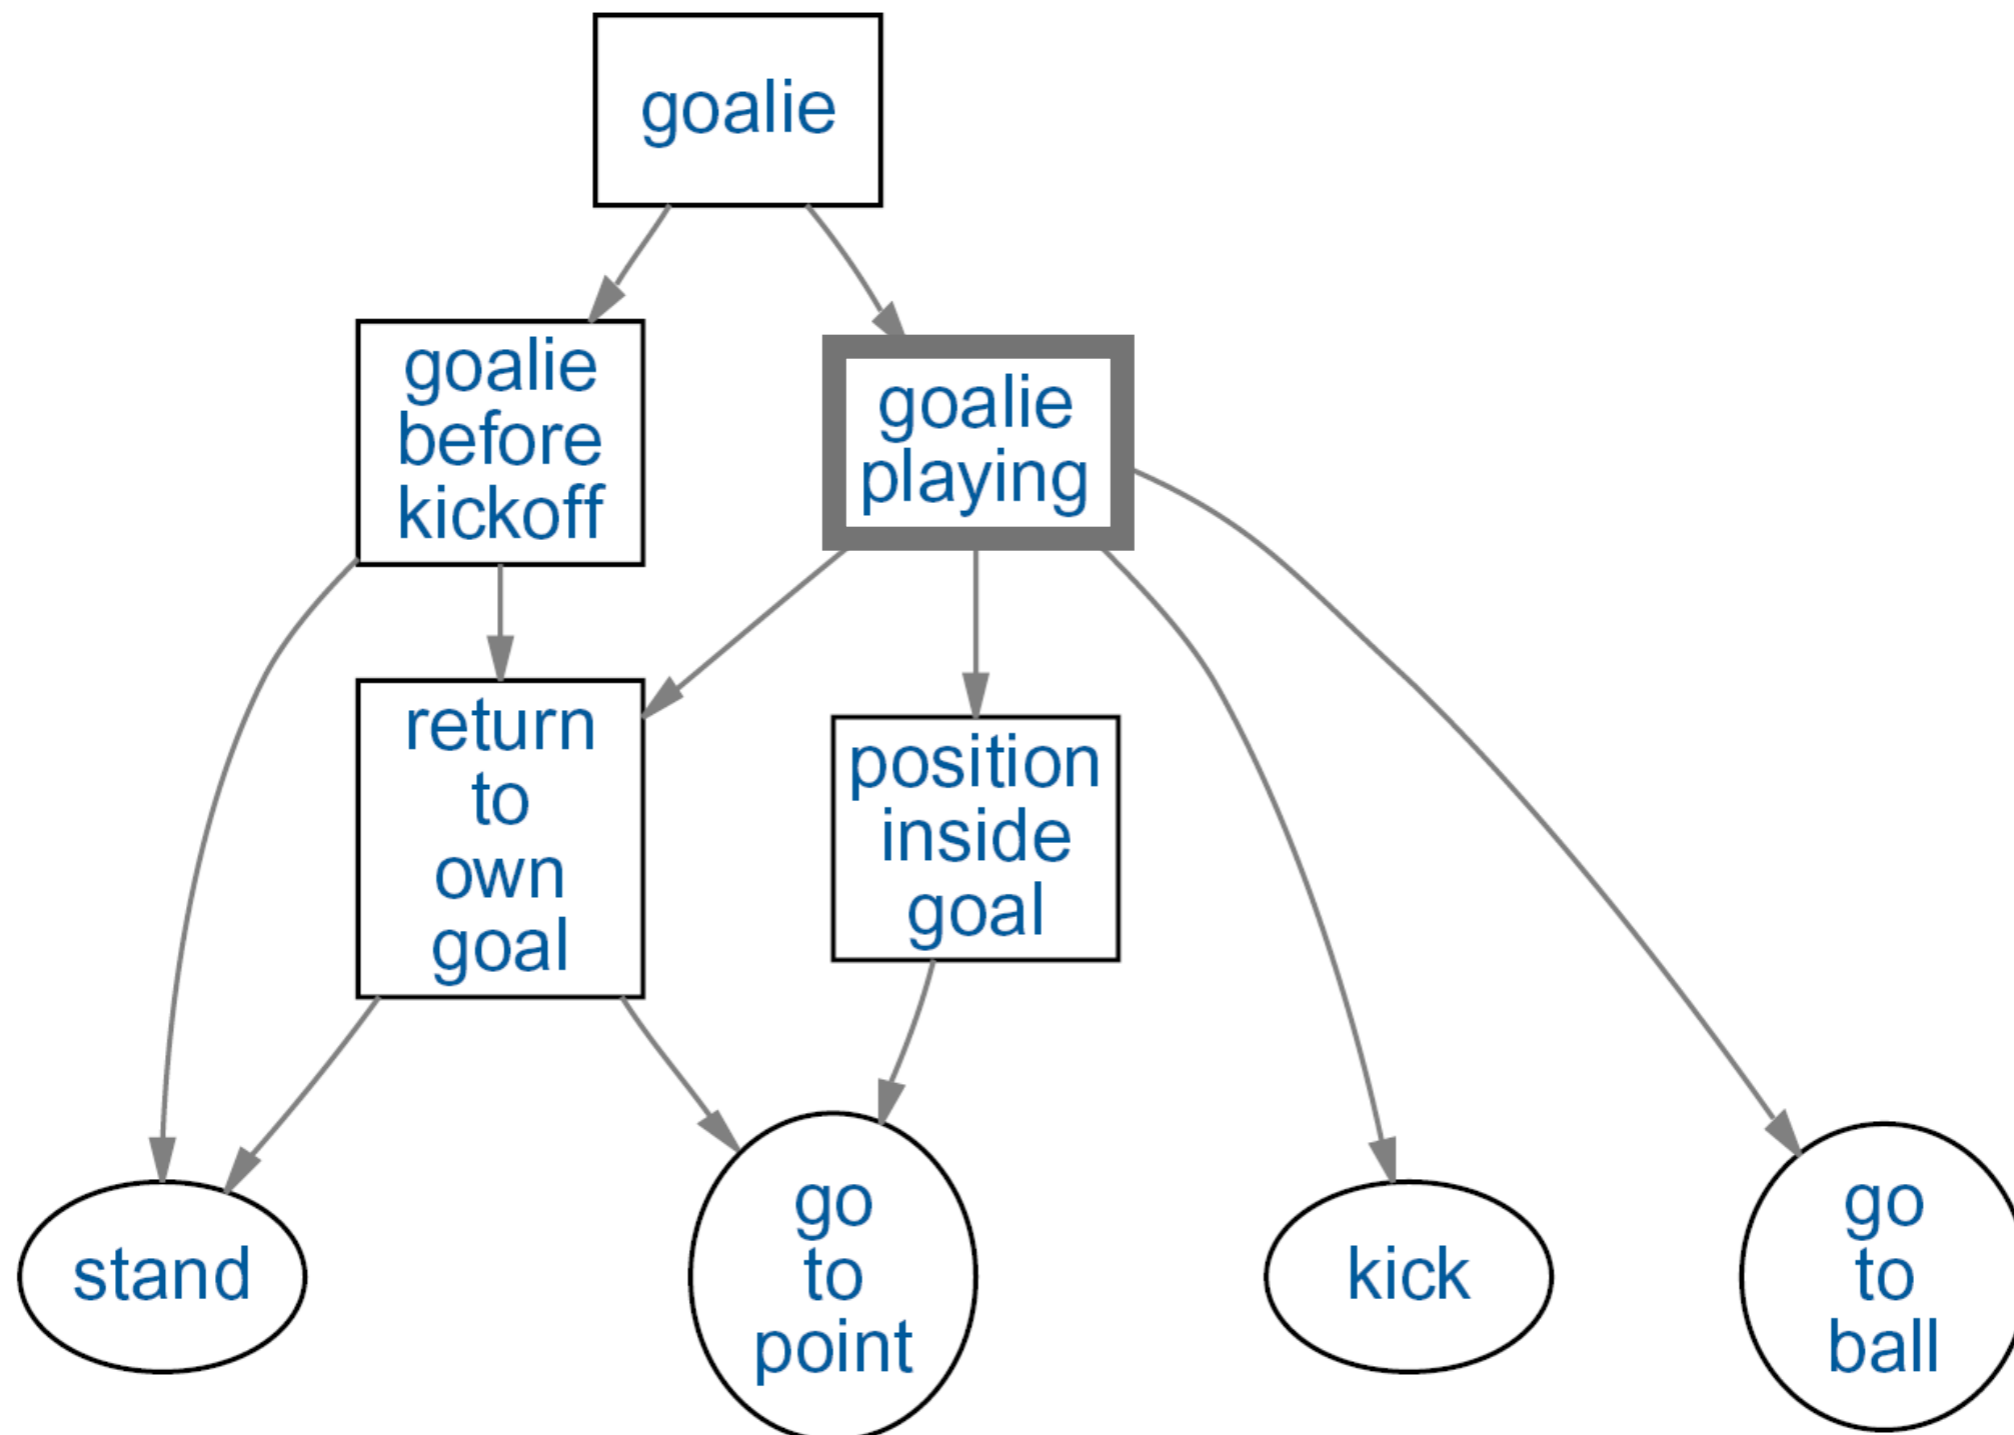 goalie
goalie
before
kickoff
goalie
playing
return
to
own
goal
position
inside
goal
stand
go
to
point
kick
go
to
ball